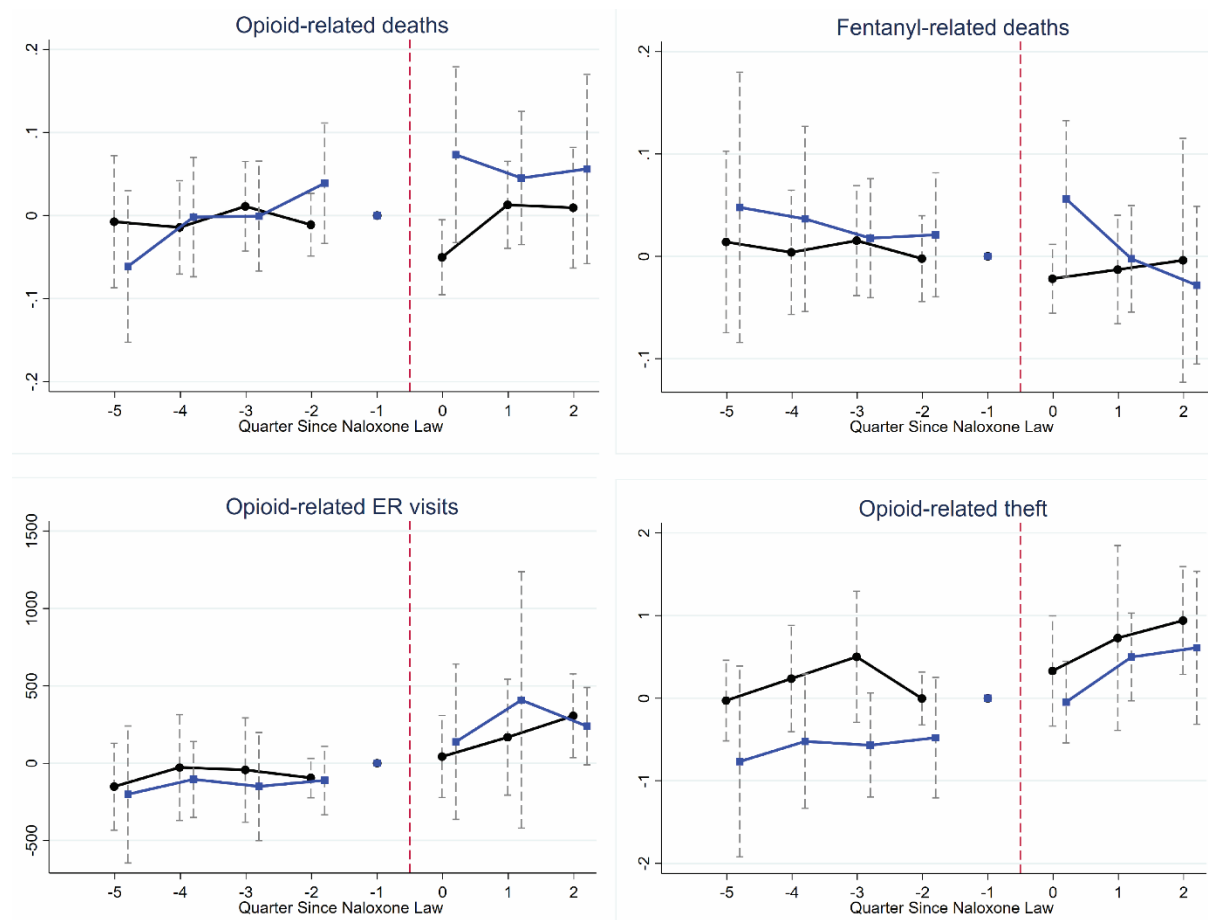 Opioid-related deaths
.2
.1
0
-.1
-.2
-5 -4 -3 -2 -1 0 1 2
Quarter Since Naloxone Law
Fentanyl-related deaths
.2
.1
0
-.1
-5 -4 -3 -2 -1 0 1 2
Quarter Since Naloxone Law
Opioid-related ER visits
1500
1000
500
0
-500
-5 -4 -3 -2 -1 0 1 2
Quarter Since Naloxone Law
Opioid-related theft
2
1
0
-1
-2
-5 -4 -3 -2 -1 0 1 2
Quarter Since Naloxone Law